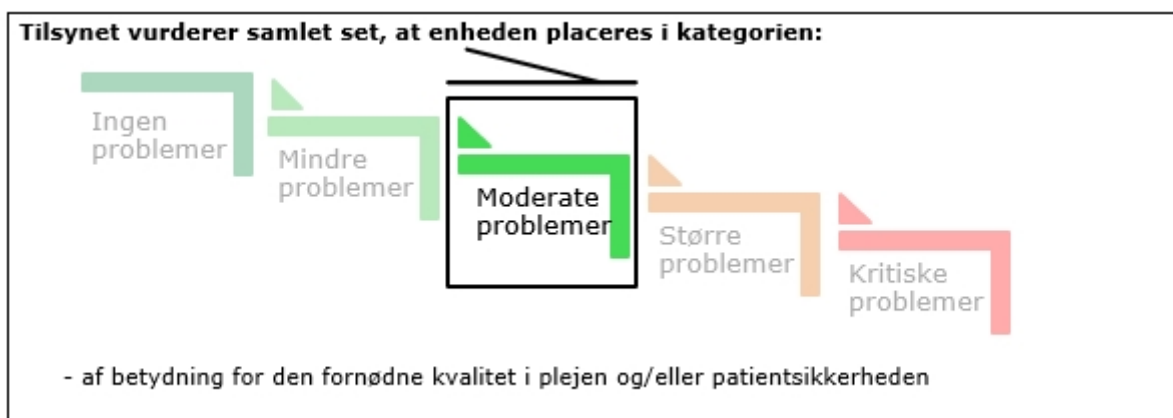 Tilsynet vurderer samlet set, at enheden placeres i kategorien:
Ingen
problemer
Mindre
problemer
Moderate
problemer
Større
problemer
Kritiske
problemer
- af betydning for den fornødne kvalitet i plejen og/eller patientsikkerheden